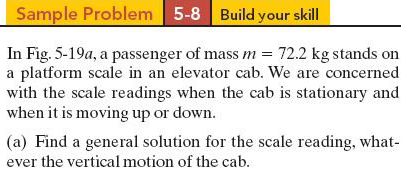 Sample Problem 5-8 Build your skill
In Fig. 5-19a, a passenger of mass m = 72.2 kg stands on
a platform scale in an elevator cab. We are concerned
with the scale readings when the cab is stationary and
when it is moving up or down.
(a) Find a general solution for the scale reading, what-
ever the vertical motion of the cab.